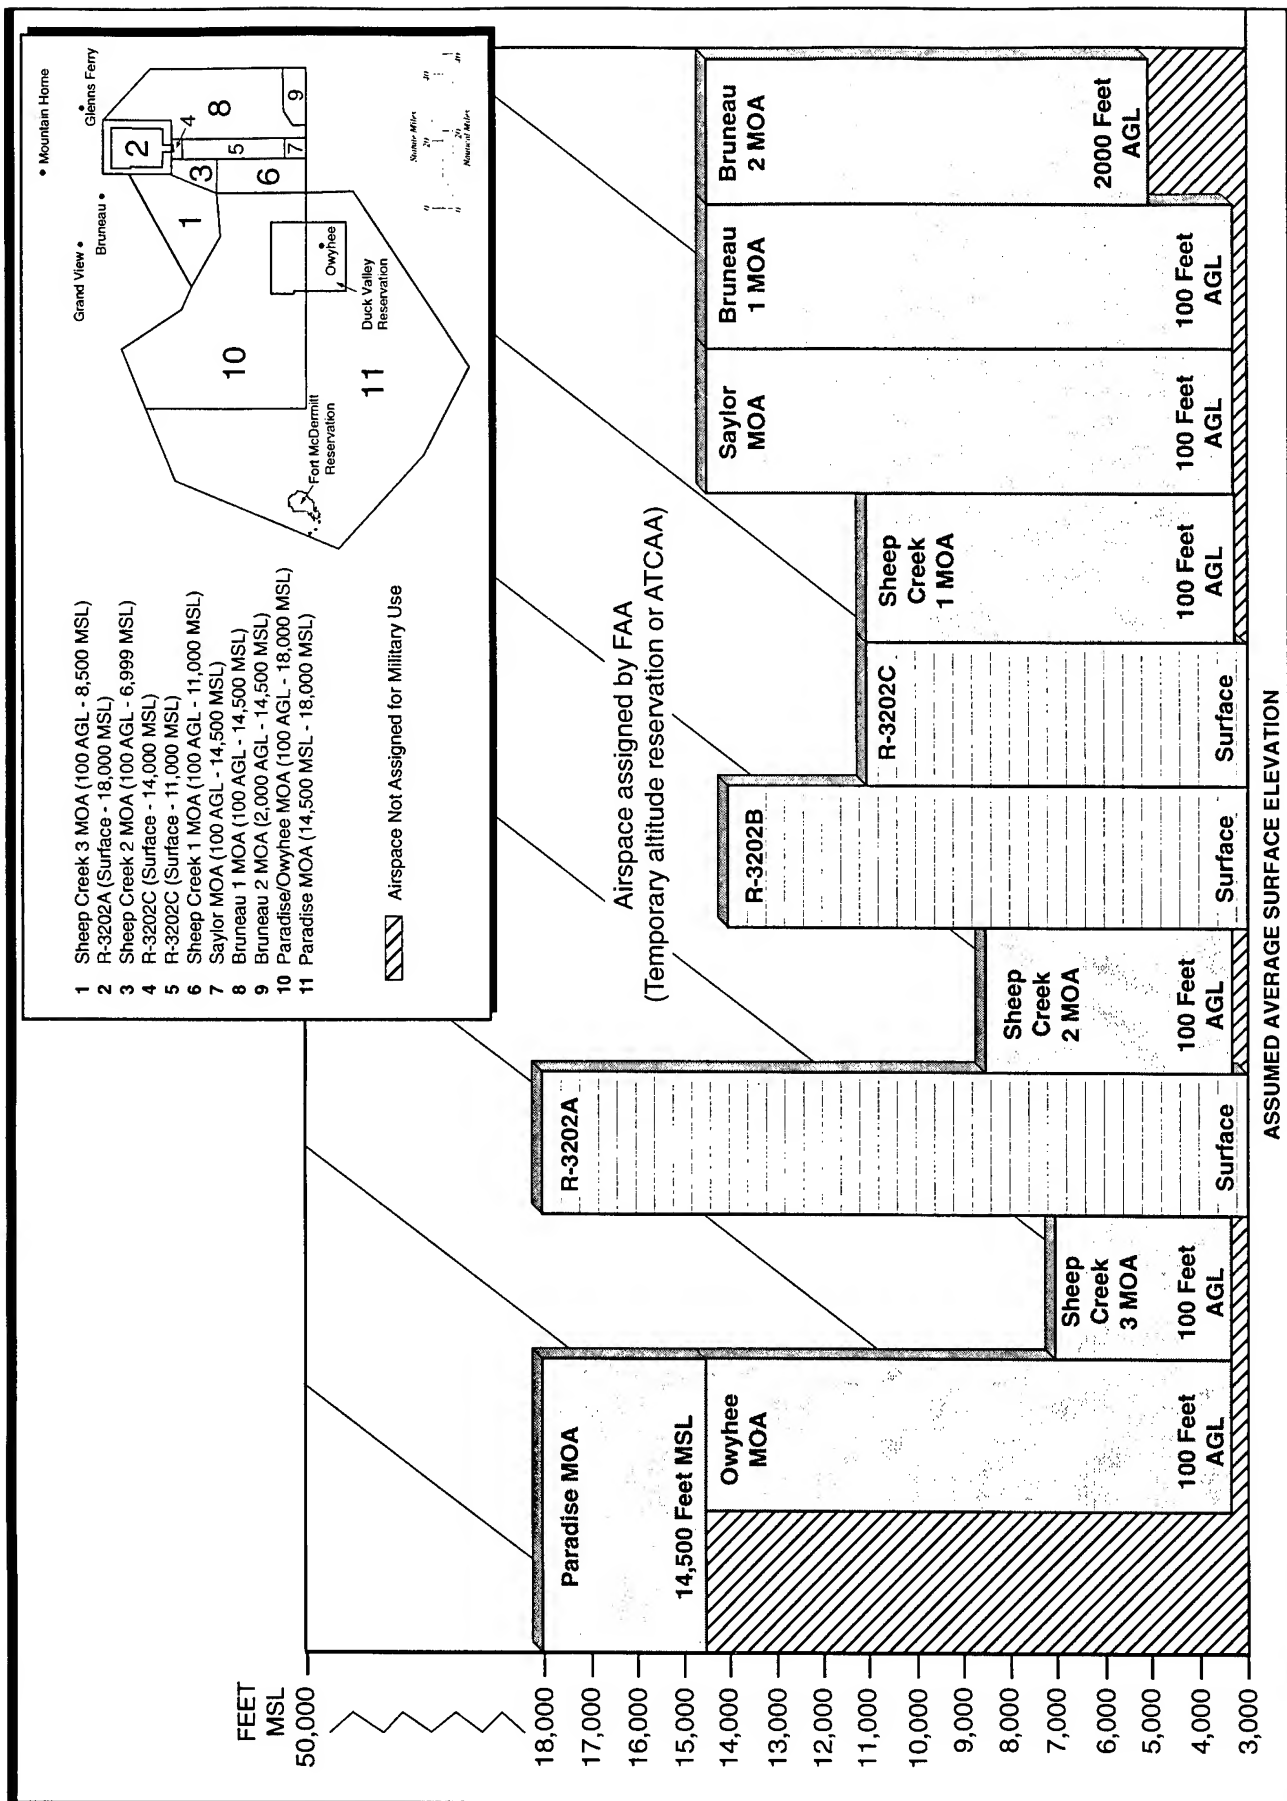 FEET
MSL
50,000
18,000
17,000
16,000
15,000
14,000
13,000
12,000
11,000
10,000
9,000
8,000
7,000
6,000
5,000
4,000
3,000
1 Sheep Creek 3 MOA (100 AGL - 8,500 MSL)
2 R-3202A (Surface - 18,000 MSL)
3 Sheep Creek 2 MOA (100 AGL - 6,999 MSL)
4 R-3202C (Surface - 14,000 MSL)
5 R-3202C (Surface - 11,000 MSL)
6 Sheep Creek 1 MOA (100 AGL - 11,000 MSL)
7 Saylor MOA (100 AGL - 14,500 MSL)
8 Bruneau 1 MOA (100 AGL - 14,500 MSL)
9 Bruneau 2 MOA (2,000 AGL - 14,500 MSL)
10 Paradise/Owyhee MOA (100 AGL - 18,000 MSL)
11 Paradise MOA (14,500 MSL - 18,000 MSL)
Airspace Not Assigned for Military Use
Mountain Home
Glenns Ferry
Grand View
Bruneau
1
2
3
4
5
6
7
8
9
10
11
Owyhee
Duck Valley
Reservation
Fort McDermitt
Reservation
Statute Miles
20
20
Nautical Miles
Airspace assigned by FAA
(Temporary altitude reservation or ATCAA)
Paradise MOA
14,500 Feet MSL
Owyhee
MOA
100 Feet
AGL
Sheep
Creek
3 MOA
100 Feet
AGL
R-3202A
Surface
Sheep
Creek
2 MOA
100 Feet
AGL
R-3202B
Surface
R-3202C
Surface
Sheep
Creek
1 MOA
100 Feet
AGL
Saylor
MOA
100 Feet
AGL
Bruneau
1 MOA
100 Feet
AGL
Bruneau
2 MOA
2000 Feet
AGL
ASSUMED AVERAGE SURFACE ELEVATION